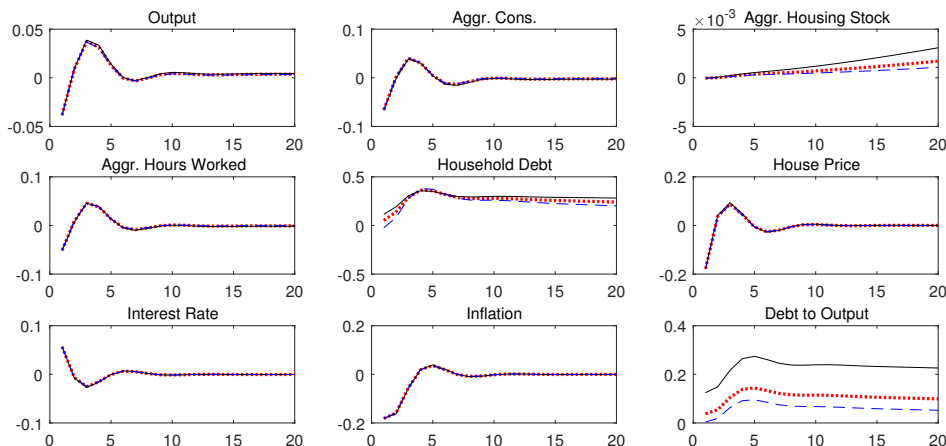 Output
0.05
0
-0.05
0 5 10 15 20
Aggr. Cons.
0.1
0
-0.1
0 5 10 15 20
Aggr. Housing Stock
×10⁻³
5
0
-5
0 5 10 15 20
Aggr. Hours Worked
0.1
0
-0.1
0 5 10 15 20
Household Debt
0.5
0
-0.5
0 5 10 15 20
House Price
0.2
0
-0.2
0 5 10 15 20
Interest Rate
0.1
0
-0.1
0 5 10 15 20
Inflation
0.2
0
-0.2
0 5 10 15 20
Debt to Output
0.4
0.2
0
0 5 10 15 20